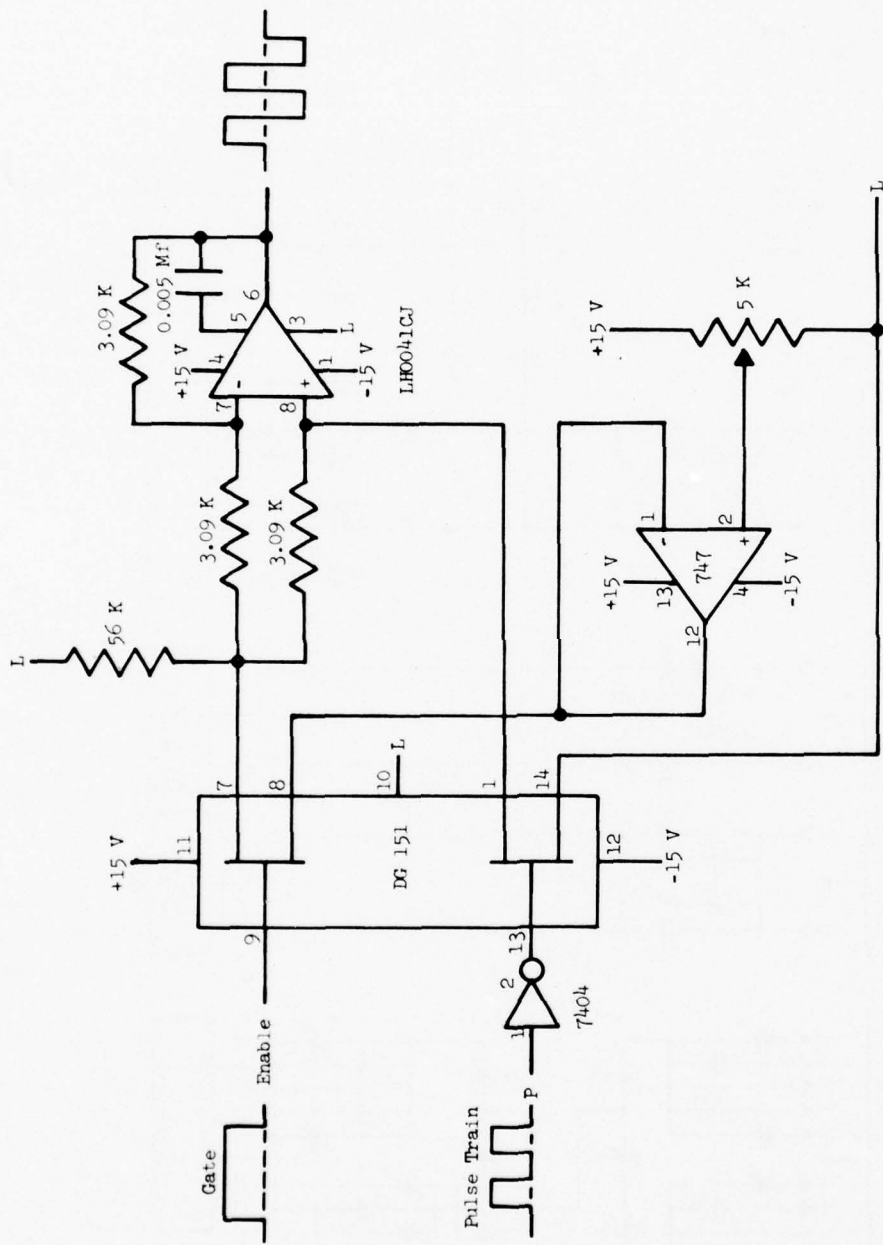 Gate
Enable
Pulse Train
P
1
2
7404
9
13
+15 V
11
DG 151
7
8
10
L
1
14
12
-15 V
L
56 K
3.09 K
3.09 K
3.09 K
0.005 Mf
+15 V
4
7
-
8
+
5
6
3
L
1
-15 V
LH0041CJ
+15 V
13
1
-
747
2
+
12
4
-15 V
+15 V
5 K
L